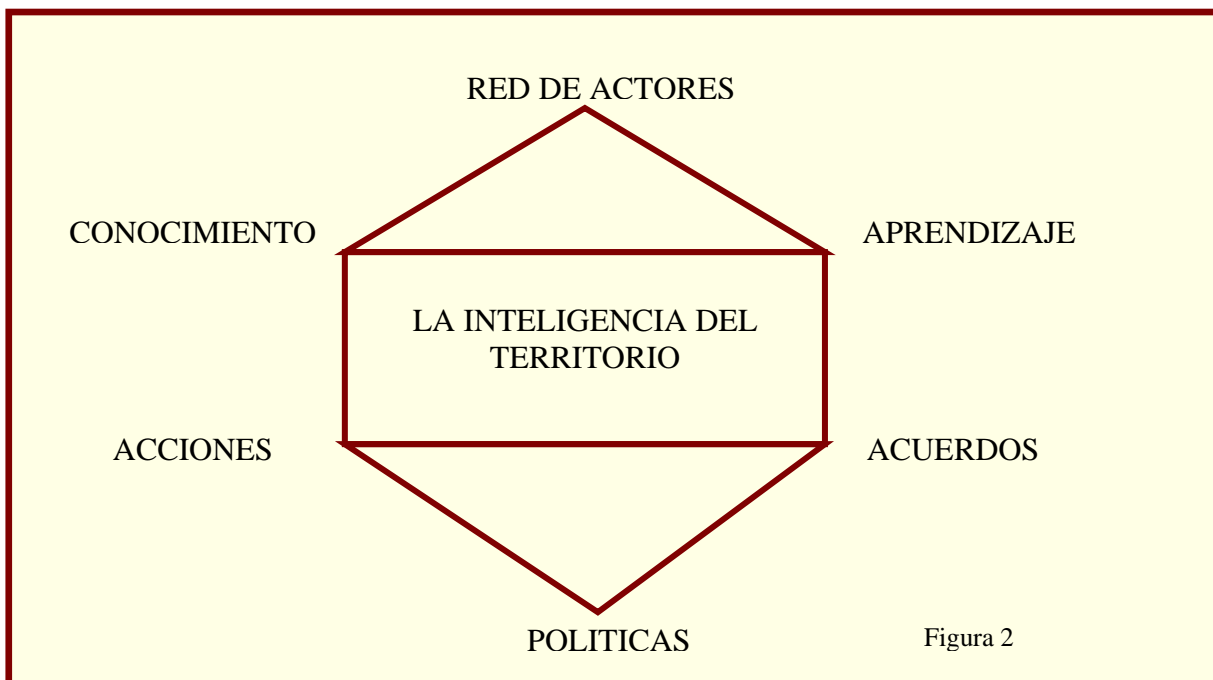 RED DE ACTORES
CONOCIMIENTO
APRENDIZAJE
LA INTELIGENCIA DEL
TERRITORIO
ACCIONES
ACUERDOS
POLITICAS
Figura 2